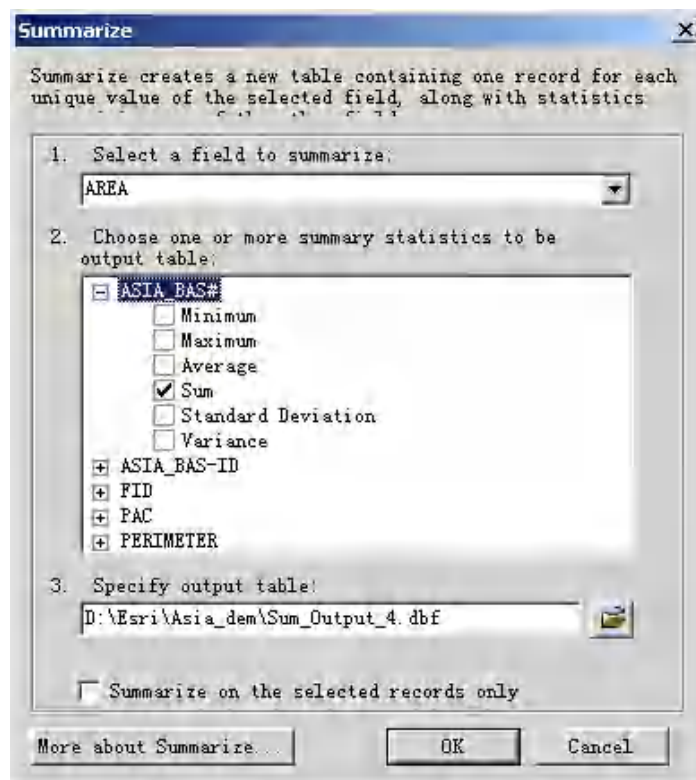 Summarize
Summarize creates a new table containing one record for each
unique value of the selected field, along with statistics
1. Select a field to summarize:
AREA
2. Choose one or more summary statistics to be
output table:
ASIA_BAS#
Minimum
Maximum
Average
Sum
Standard Deviation
Variance
ASIA_BAS-ID
FID
PAC
PERIMETER
3. Specify output table:
D:\Esri\Asia_dem\Sum_Output_4.dbf
Summarize on the selected records only
More about Summarize...
OK
Cancel